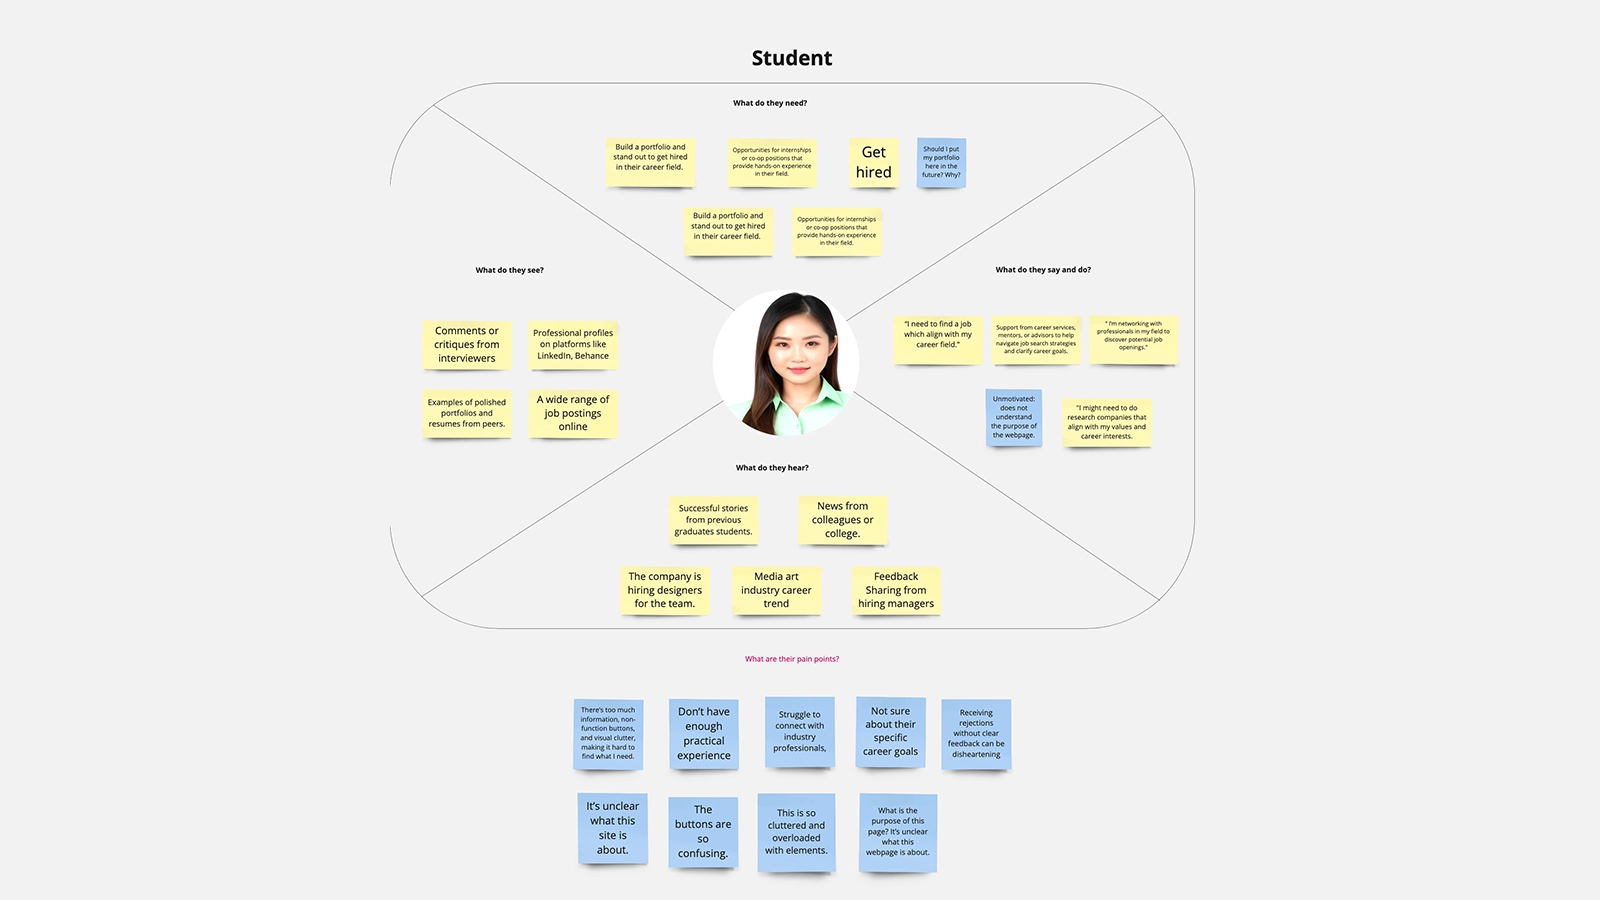 Student
What do they need?
Build a portfolio and
stand out to get hired
in their career field.
Opportunities for internships
or co-op positions that
provide hands-on experience
in their field.
Get
hired
Should I put
my portfolio
here in the
future? Why?
Build a portfolio and
stand out to get hired
in their career field.
Opportunities for internships
or co-op positions that
provide hands-on experience
in their field.
What do they see?
Comments or
critiques from
interviewers
Professional profiles
on platforms like
LinkedIn, Behance
Examples of polished
portfolios and
resumes from peers.
A wide range of
job postings
online
What do they say and do?
"I need to find a job
which align with my
career field."
Support from career services,
mentors, or advisors to help
navigate job search strategies
and clarify career goals.
" I'm networking with
professionals in my field to
discover potential job
openings."
Unmotivated:
does not
understand
the purpose of
the webpage.
"I might need to do
research companies that
align with my values and
career interests.
What do they hear?
Successful stories
from previous
graduates students.
News from
colleagues or
college.
The company is
hiring designers
for the team.
Media art
industry career
trend
Feedback
Sharing from
hiring managers
What are their pain points?
There's too much
information, non-
function buttons,
and visual clutter,
making it hard to
find what I need.
Don't have
enough
practical
experience
Struggle to
connect with
industry
professionals,
Not sure
about their
specific
career goals
Receiving
rejections
without clear
feedback can be
disheartening
It's unclear
what this
site is
about.
The
buttons are
so
confusing.
This is so
cluttered and
overloaded
with elements.
What is the
purpose of this
page? It's unclear
what this
webpage is about.